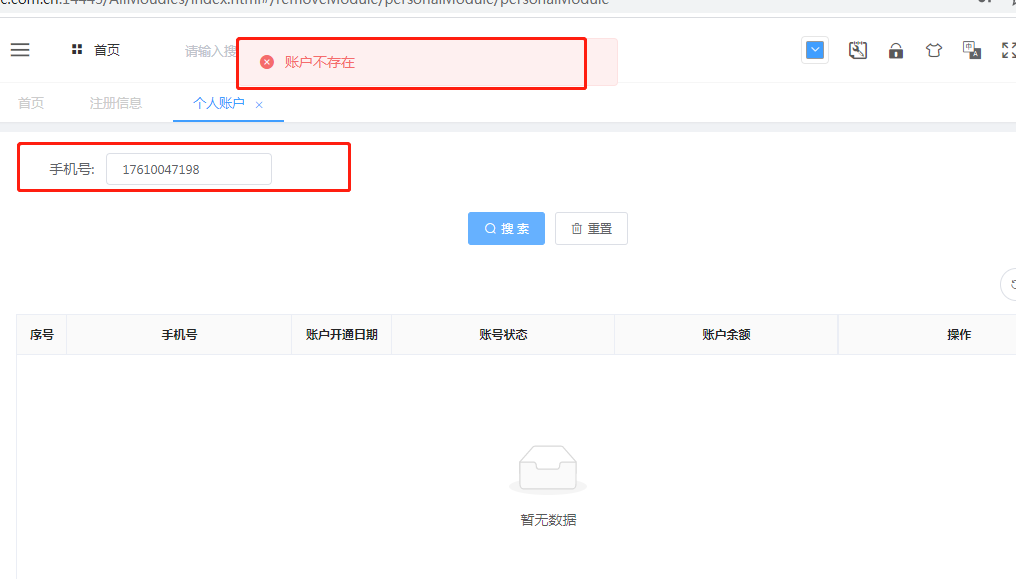 c.com.cn:14443/AllMoudles/index.html#/removeModule/personalModule/personalModule
首页
请输入搜
账户不存在
首页
注册信息
个人账户
手机号:
17610047198
搜 索
重置
序号
手机号
账户开通日期
账号状态
账户余额
操作
暂无数据